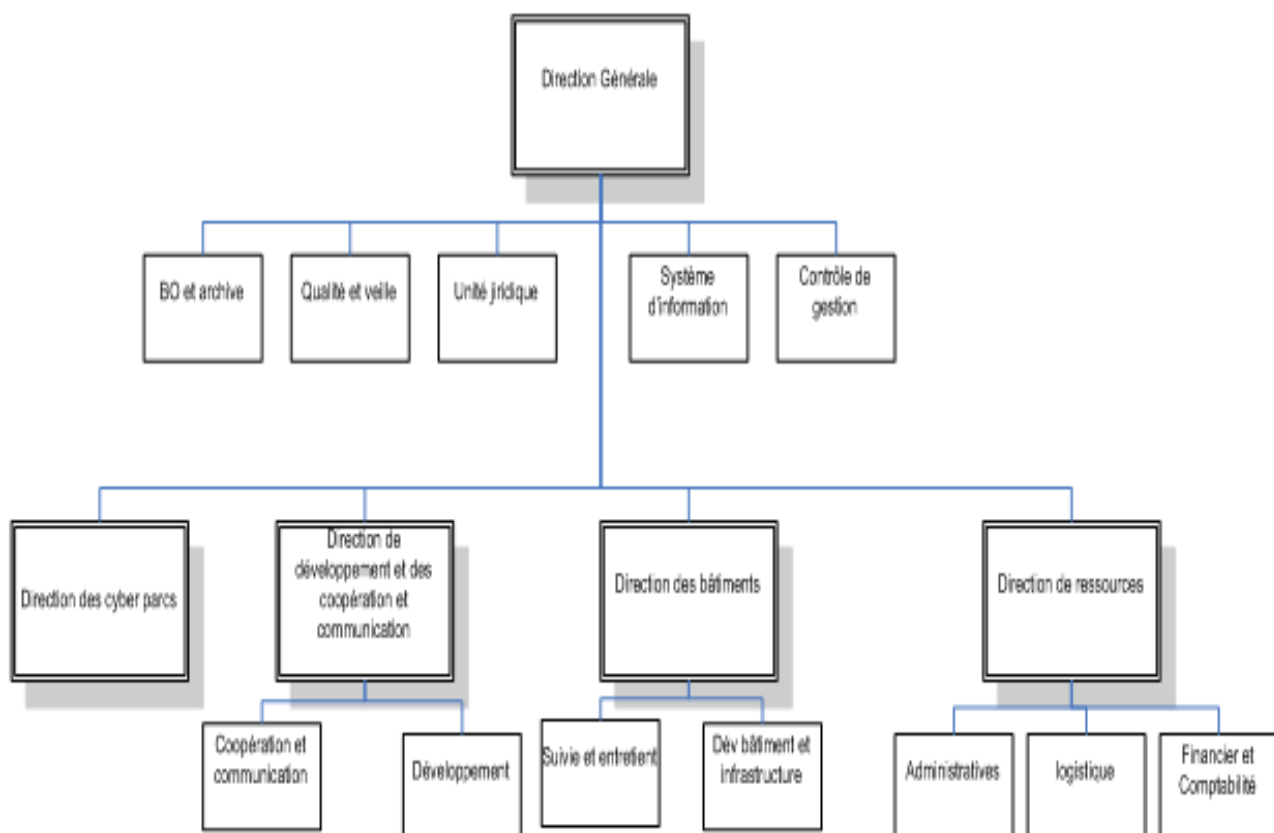 Direction Générale
BO et archive
Qualité et veille
Unité jiridique
Système
d'information
Contrôle de
gestion
Direction des cyber parcs
Direction de
développement et des
coopération et
communication
Direction des bâtiments
Direction de ressources
Coopération et
communication
Développement
Suivie et entretient
Dév bâtiment et
infrastructure
Administratives
logistique
Financier et
Comptabilité